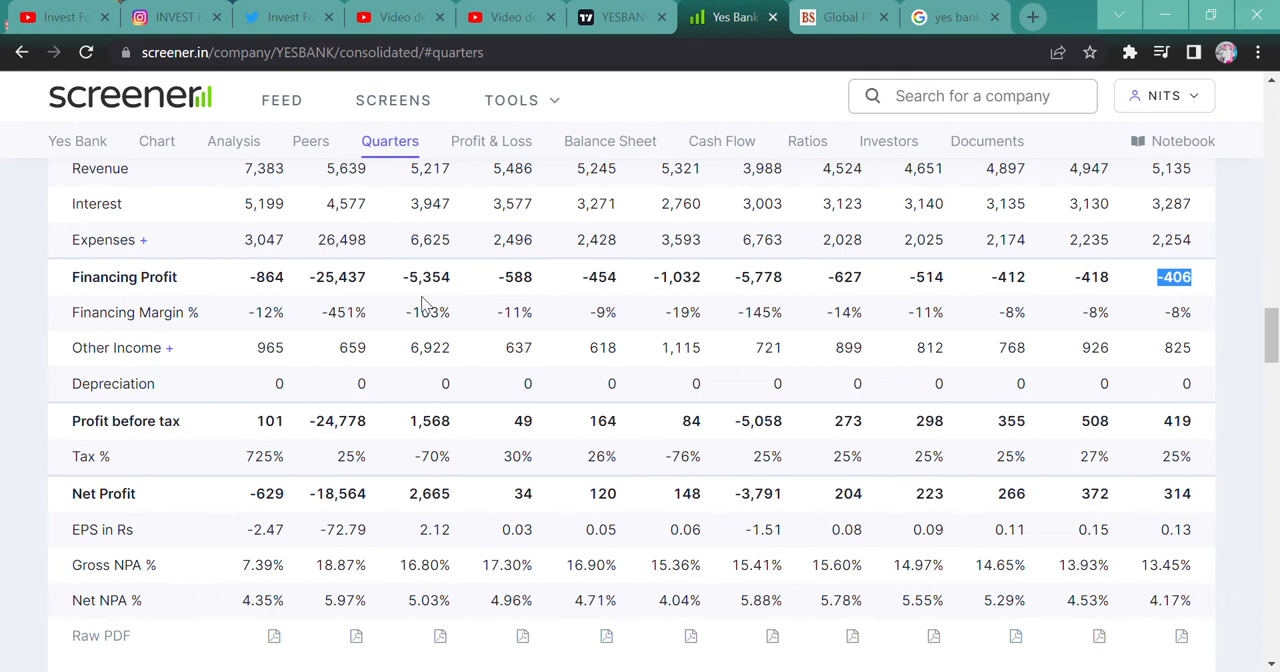 Invest Fo
INVEST F
Invest Fo
Video de
Video de
YESBAN
Yes Bank
BS Global P
yes bank
screener.in/company/YESBANK/consolidated/#quarters
screener
FEED
SCREENS
TOOLS
Search for a company
NITS
Yes Bank Chart Analysis Peers Quarters Profit & Loss Balance Sheet Cash Flow Ratios Investors Documents Notebook
Revenue 7,383 5,639 5,217 5,486 5,245 5,321 3,988 4,524 4,651 4,897 4,947 5,135
Interest 5,199 4,577 3,947 3,577 3,271 2,760 3,003 3,123 3,140 3,135 3,130 3,287
Expenses + 3,047 26,498 6,625 2,496 2,428 3,593 6,763 2,028 2,025 2,174 2,235 2,254
Financing Profit -864 -25,437 -5,354 -588 -454 -1,032 -5,778 -627 -514 -412 -418 -406
Financing Margin % -12% -451% -103% -11% -9% -19% -145% -14% -11% -8% -8% -8%
Other Income + 965 659 6,922 637 618 1,115 721 899 812 768 926 825
Depreciation 0 0 0 0 0 0 0 0 0 0 0 0
Profit before tax 101 -24,778 1,568 49 164 84 -5,058 273 298 355 508 419
Tax % 725% 25% -70% 30% 26% -76% 25% 25% 25% 25% 27% 25%
Net Profit -629 -18,564 2,665 34 120 148 -3,791 204 223 266 372 314
EPS in Rs -2.47 -72.79 2.12 0.03 0.05 0.06 -1.51 0.08 0.09 0.11 0.15 0.13
Gross NPA % 7.39% 18.87% 16.80% 17.30% 16.90% 15.36% 15.41% 15.60% 14.97% 14.65% 13.93% 13.45%
Net NPA % 4.35% 5.97% 5.03% 4.96% 4.71% 4.04% 5.88% 5.78% 5.55% 5.29% 4.53% 4.17%
Raw PDF